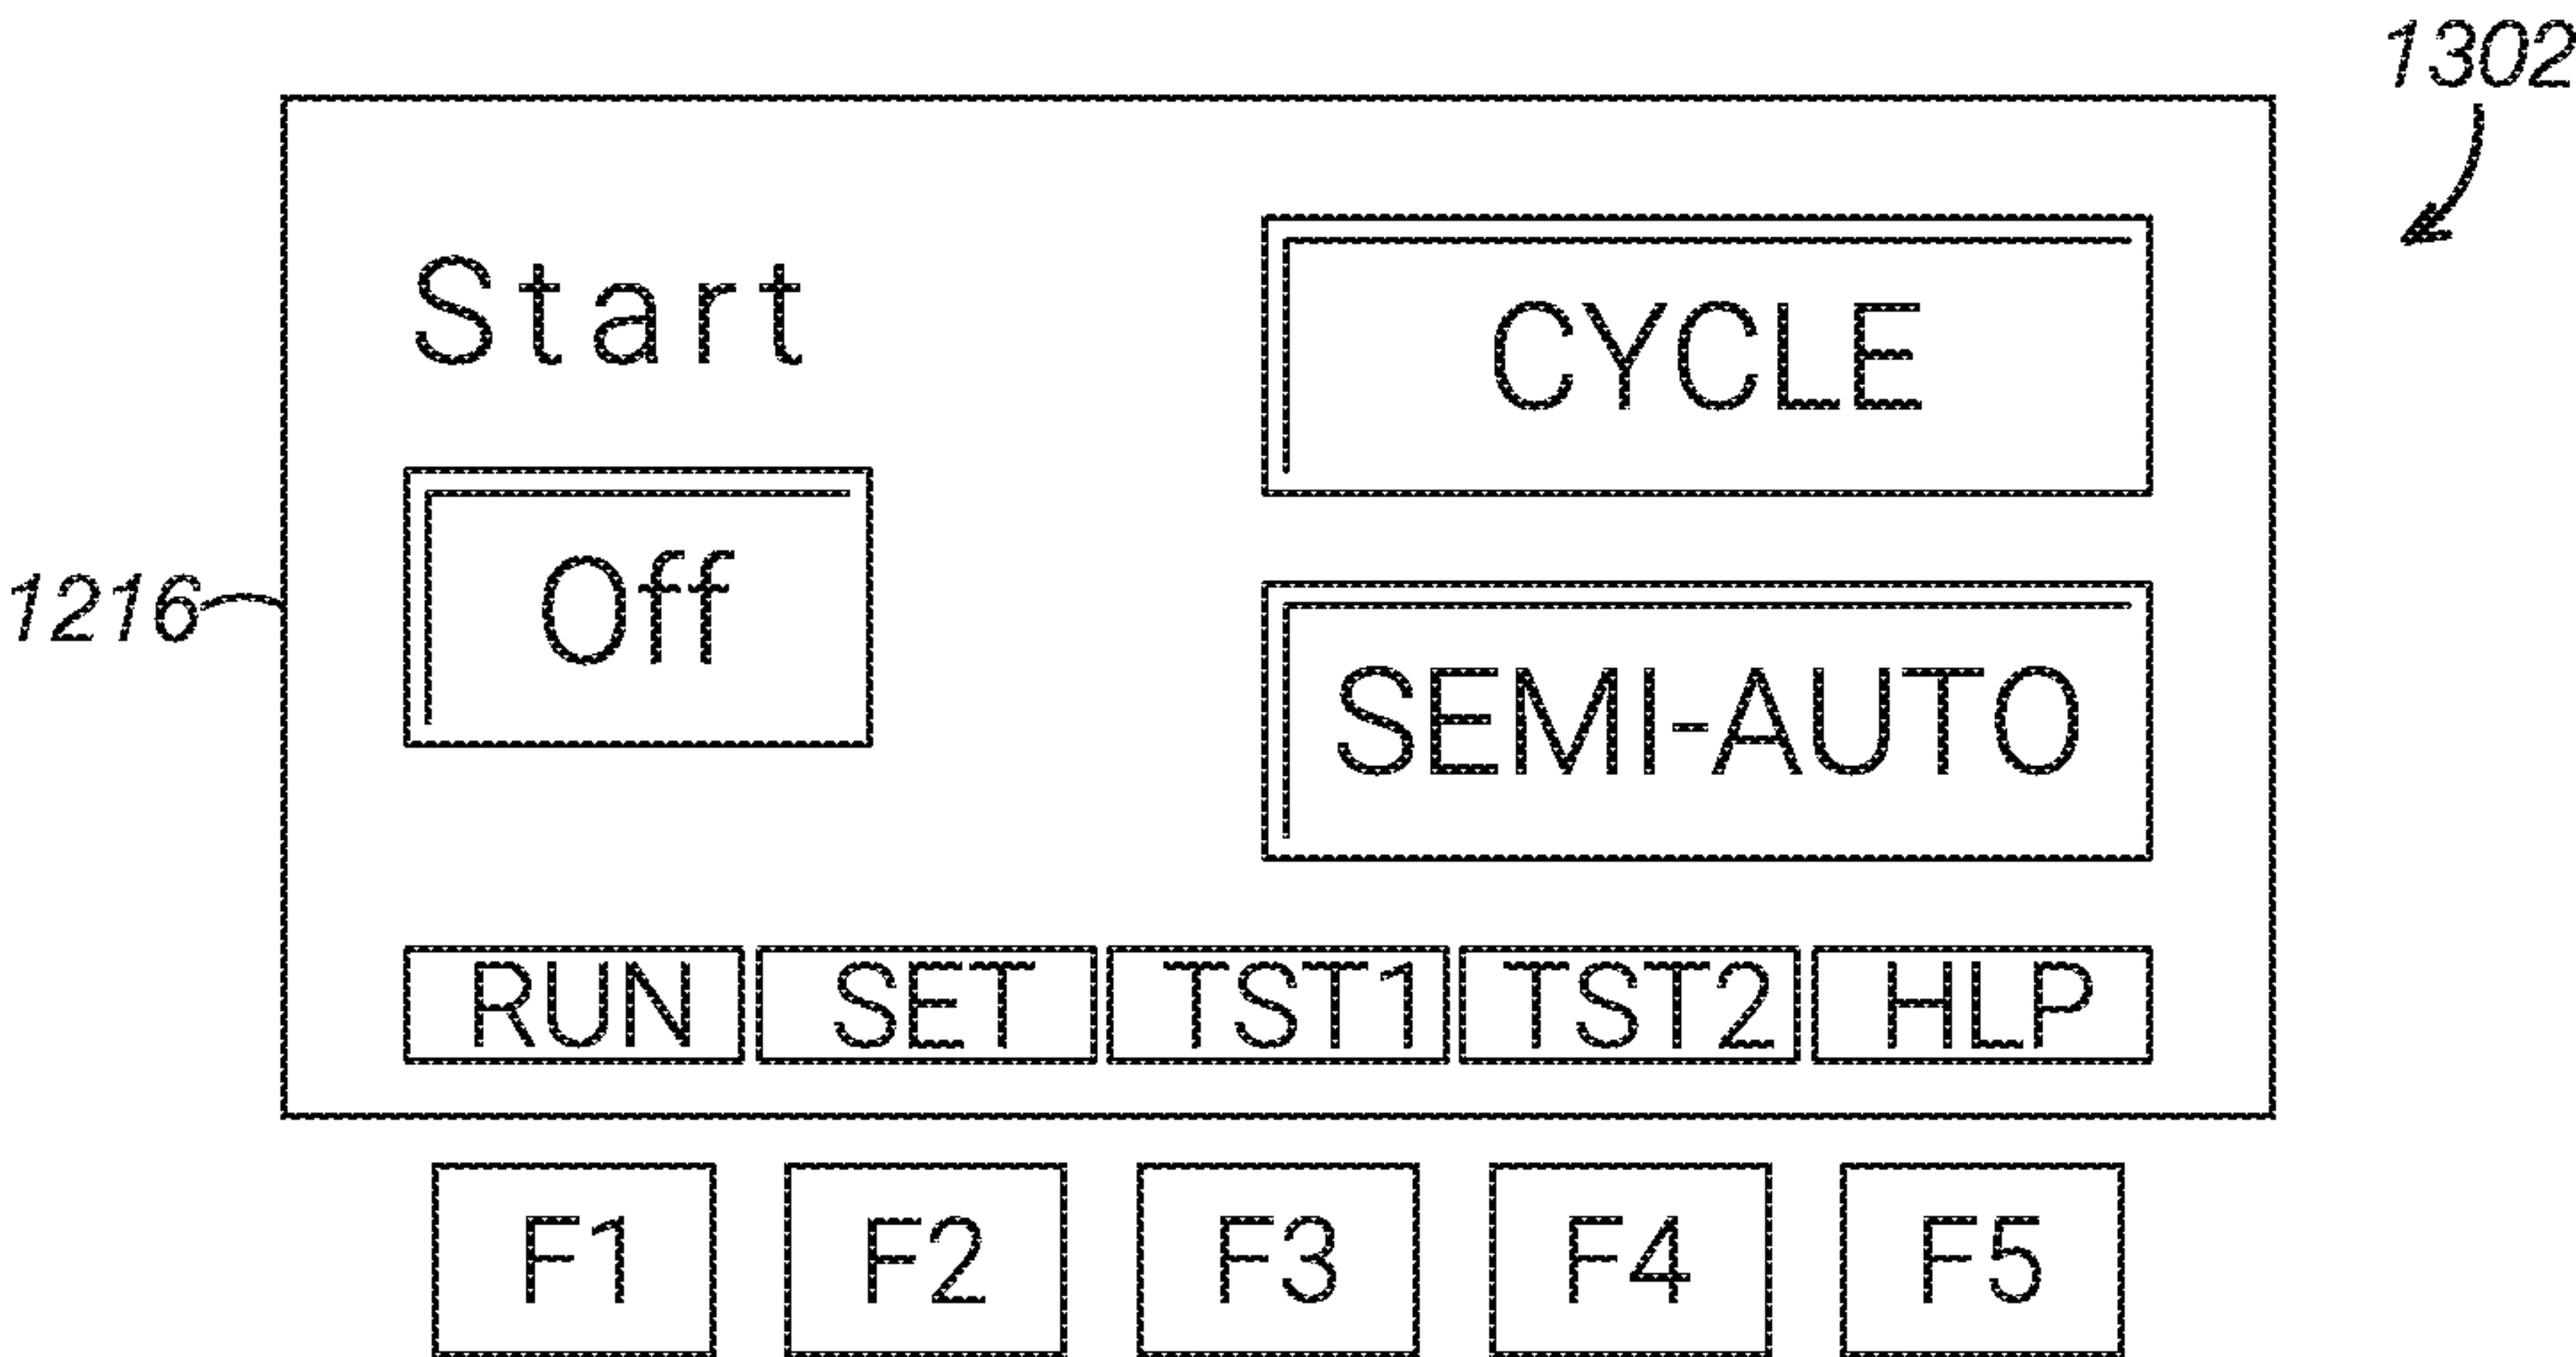 1302
Start
CYCLE
Off
1216
SEMI-AUTO
RUN SET TST1 TST2 HLP
F1 F2 F3 F4 F5